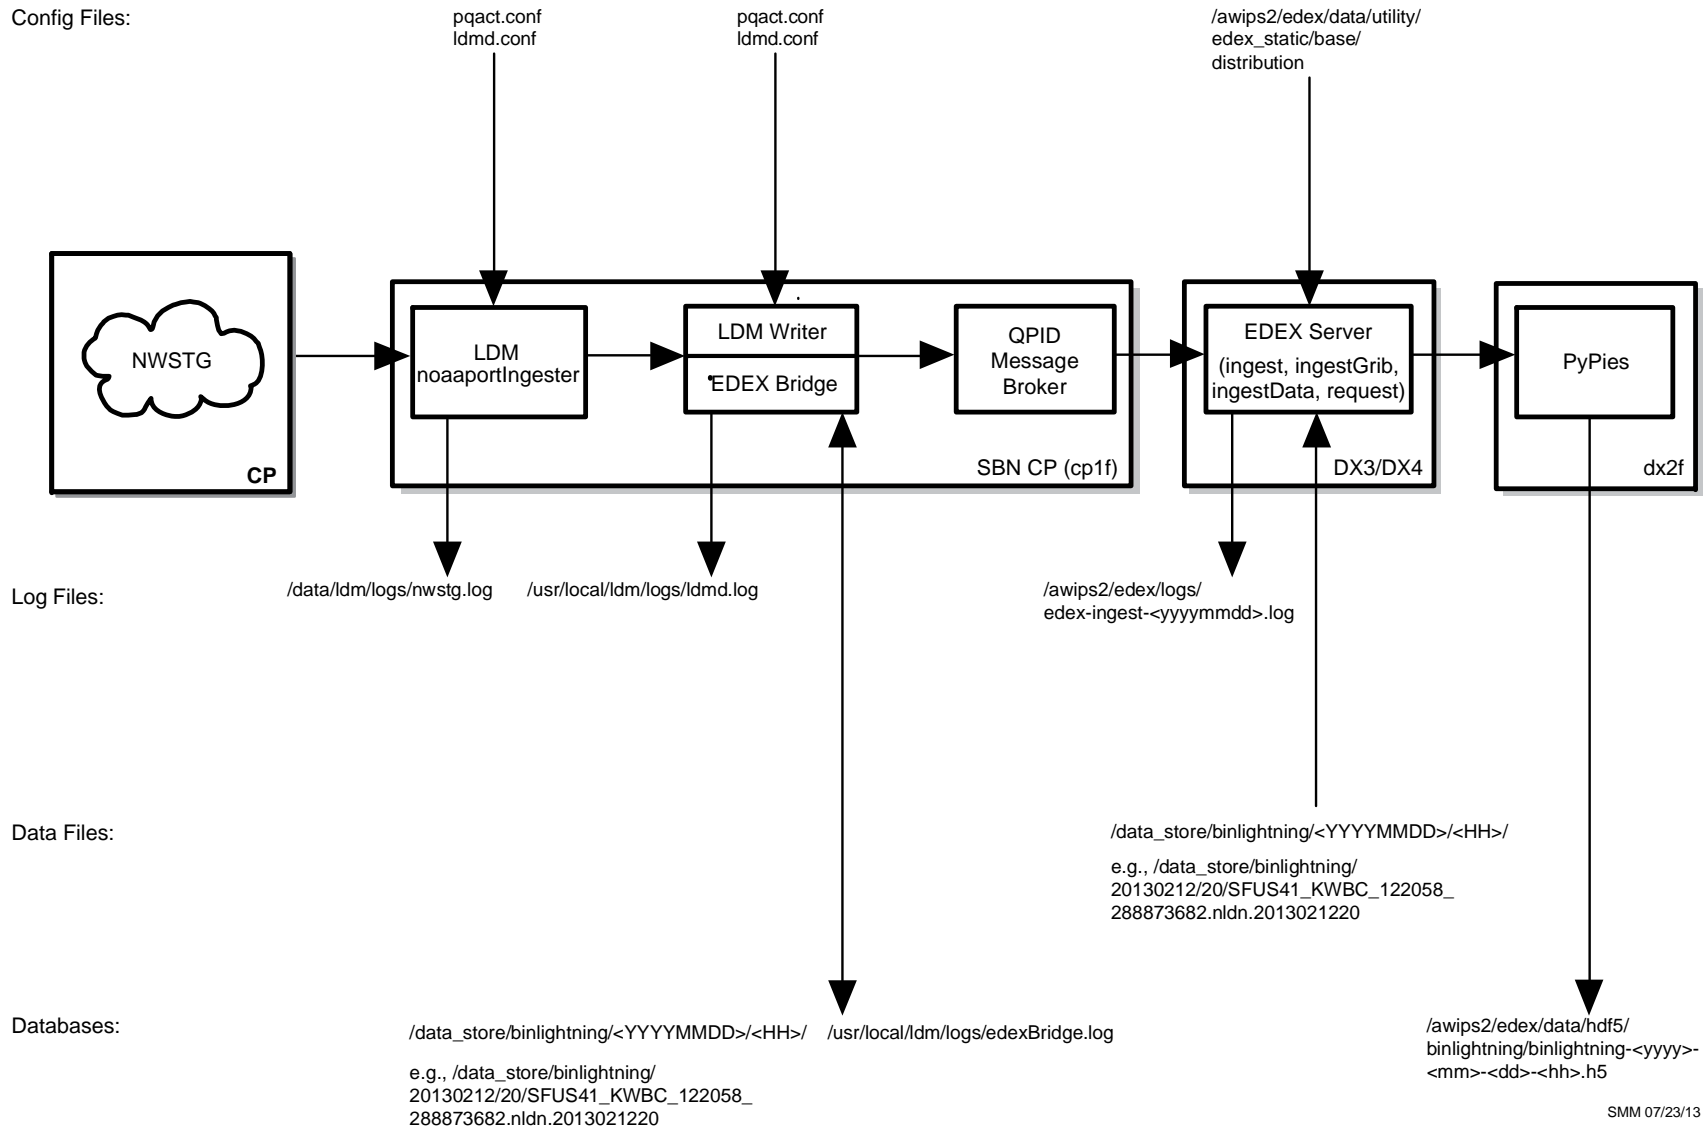 Config Files:
pqact.conf
ldmd.conf
pqact.conf
ldmd.conf
/awips2/edex/data/utility/
edex_static/base/
distribution
NWSTG
CP
LDM
noaaportIngester
LDM Writer
EDEX Bridge
QPID
Message
Broker
SBN CP (cp1f)
EDEX Server
(ingest, ingestGrib,
ingestData, request)
DX3/DX4
PyPies
dx2f
Log Files:
/data/ldm/logs/nwstg.log
/usr/local/ldm/logs/ldmd.log
/awips2/edex/logs/
edex-ingest-<yyyymmdd>.log
Data Files:
/data_store/binlightning/<YYYYMMDD>/<HH>/
e.g., /data_store/binlightning/
20130212/20/SFUS41_KWBC_122058_
288873682.nldn.2013021220
Databases:
/data_store/binlightning/<YYYYMMDD>/<HH>/
e.g., /data_store/binlightning/
20130212/20/SFUS41_KWBC_122058_
288873682.nldn.2013021220
/usr/local/ldm/logs/edexBridge.log
/awips2/edex/data/hdf5/
binlightning/binlightning-<yyyy>-
<mm>-<dd>-<hh>.h5
SMM 07/23/13